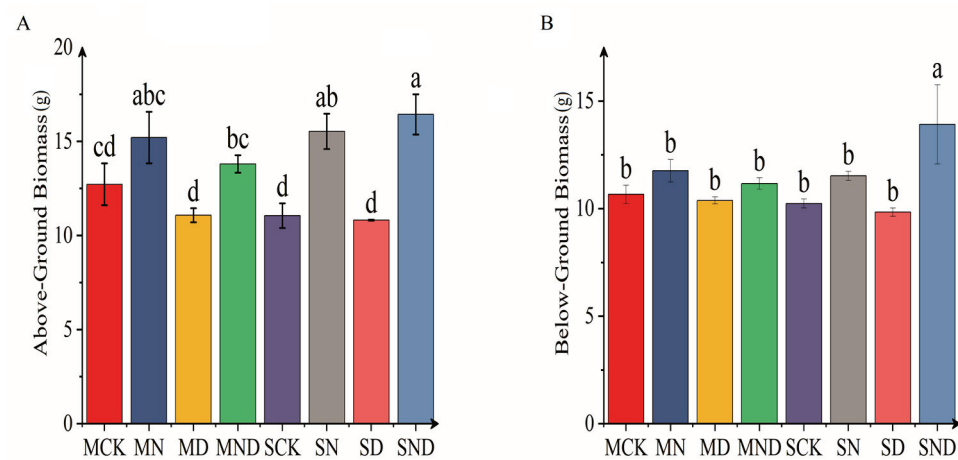 A
Above-Ground Biomass(g)
20
15
10
5
0
cd
abc
d
bc
d
ab
d
a
MCK MN MD MND SCK SN SD SND
B
Below-Ground Biomass(g)
15
10
5
0
b
b
b
b
b
b
b
a
MCK MN MD MND SCK SN SD SND